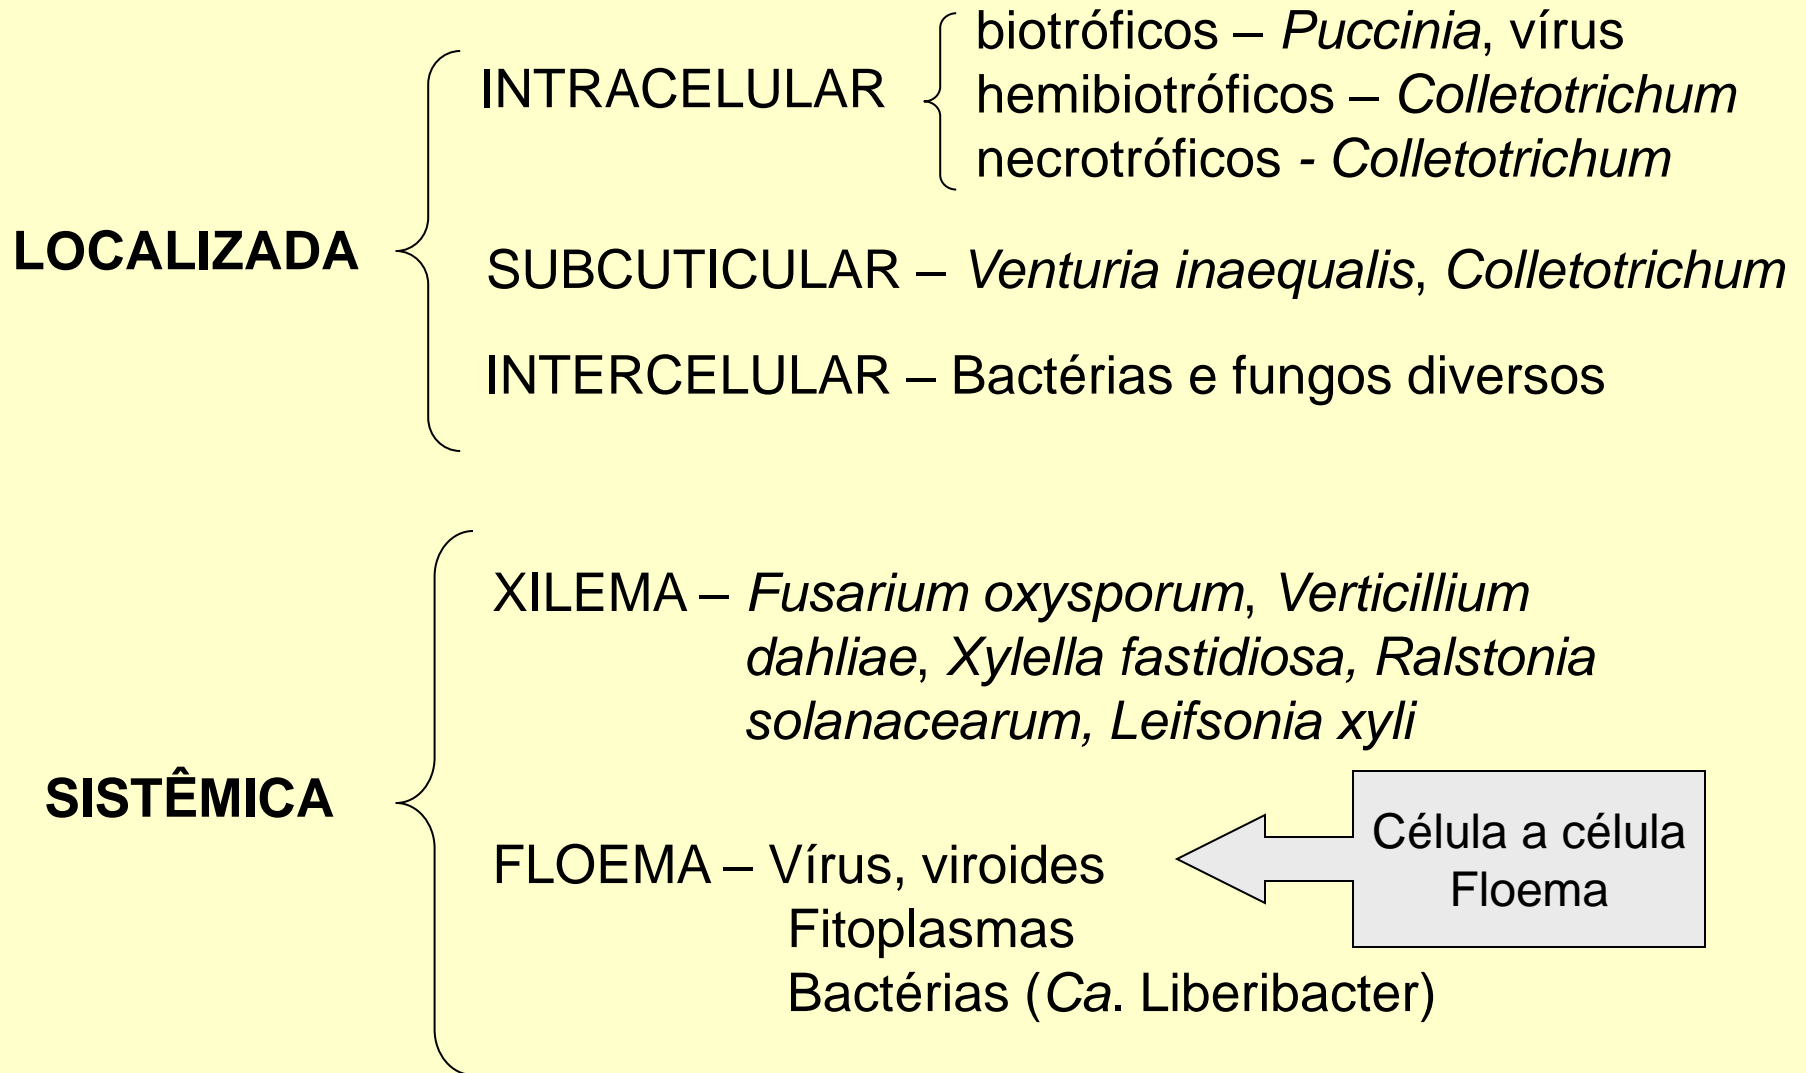 biotróficos – Puccinia, vírus
INTRACELULAR
hemibiotróficos – Colletotrichum
necrotróficos - Colletotrichum
LOCALIZADA
SUBCUTICULAR – Venturia inaequalis, Colletotrichum
INTERCELULAR – Bactérias e fungos diversos
XILEMA – Fusarium oxysporum, Verticillium
dahliae, Xylella fastidiosa, Ralstonia
solanacearum, Leifsonia xyli
SISTÊMICA
FLOEMA – Vírus, viroides
Fitoplasmas
Bactérias (Ca. Liberibacter)
Célula a célula
Floema